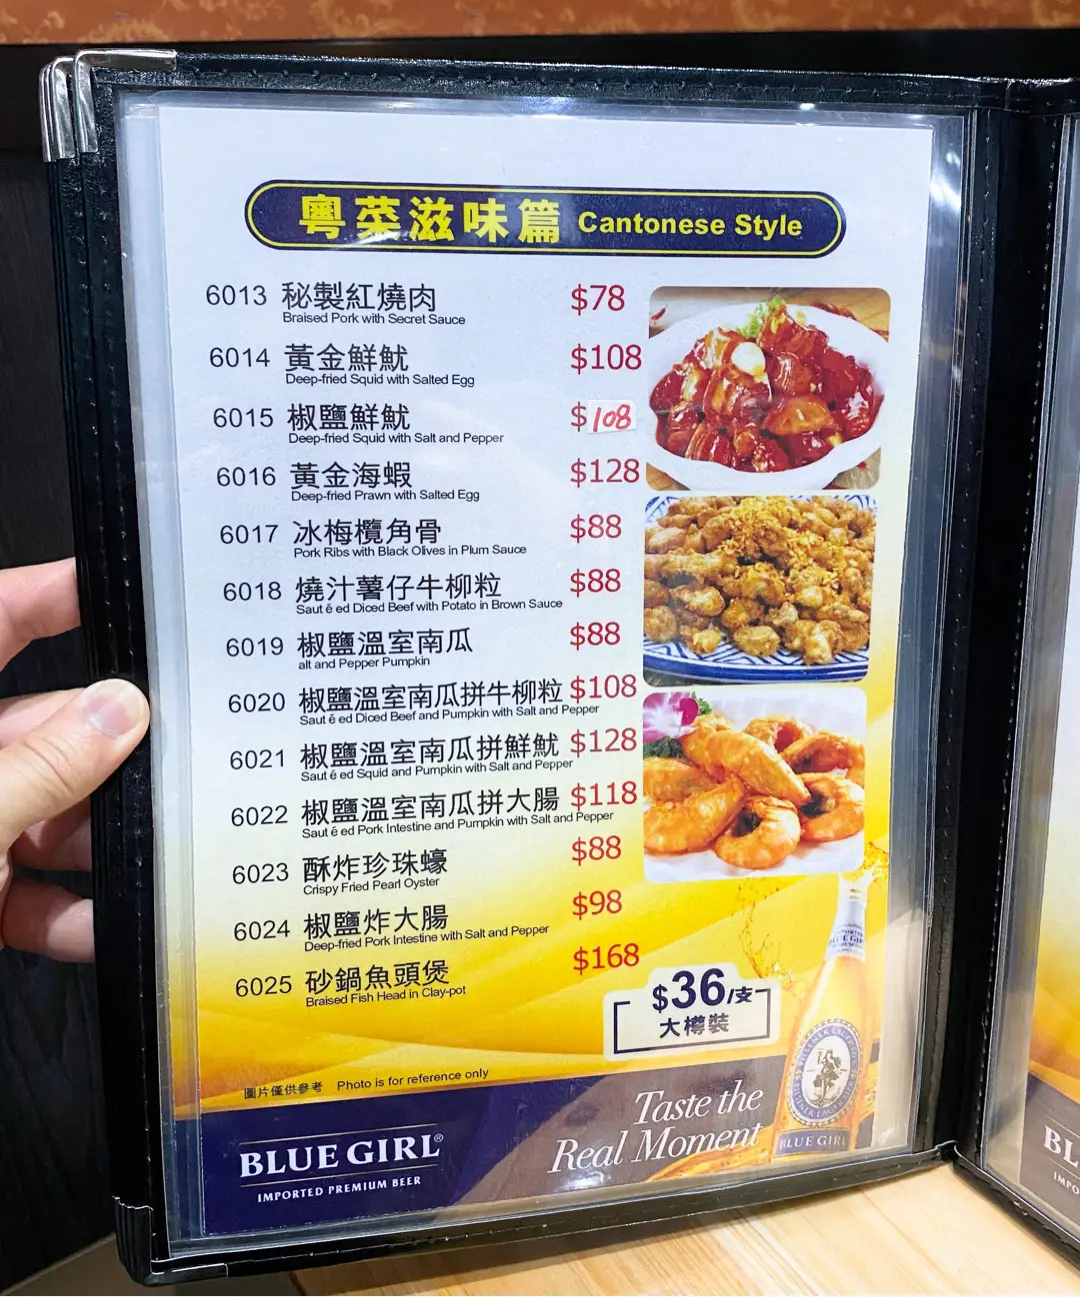 粵菜滋味篇 Cantonese Style
6013 秘製紅燒肉 $78
Braised Pork with Secret Sauce
6014 黃金鮮魷 $108
Deep-fried Squid with Salted Egg
6015 椒鹽鮮魷 $108
Deep-fried Squid with Salt and Pepper
6016 黃金海蝦 $128
Deep-fried Prawn with Salted Egg
6017 冰梅欖角骨 $88
Pork Ribs with Black Olives in Plum Sauce
6018 燒汁薯仔牛柳粒 $88
Saut é ed Diced Beef with Potato in Brown Sauce
6019 椒鹽溫室南瓜 $88
alt and Pepper Pumpkin
6020 椒鹽溫室南瓜拼牛柳粒 $108
Saut é ed Diced Beef and Pumpkin with Salt and Pepper
6021 椒鹽溫室南瓜拼鮮魷 $128
Saut é ed Squid and Pumpkin with Salt and Pepper
6022 椒鹽溫室南瓜拼大腸 $118
Saut é ed Pork Intestine and Pumpkin with Salt and Pepper
6023 酥炸珍珠蠔 $88
Crispy Fried Pearl Oyster
6024 椒鹽炸大腸 $98
Deep-fried Pork Intestine with Salt and Pepper
6025 砂鍋魚頭煲 $168
Braised Fish Head in Clay-pot
$36/支
大樽裝
圖片僅供參考 Photo is for reference only
Taste the
Real Moment
BLUE GIRL®
IMPORTED PREMIUM BEER
BLUE GIRL
BL
IMPO